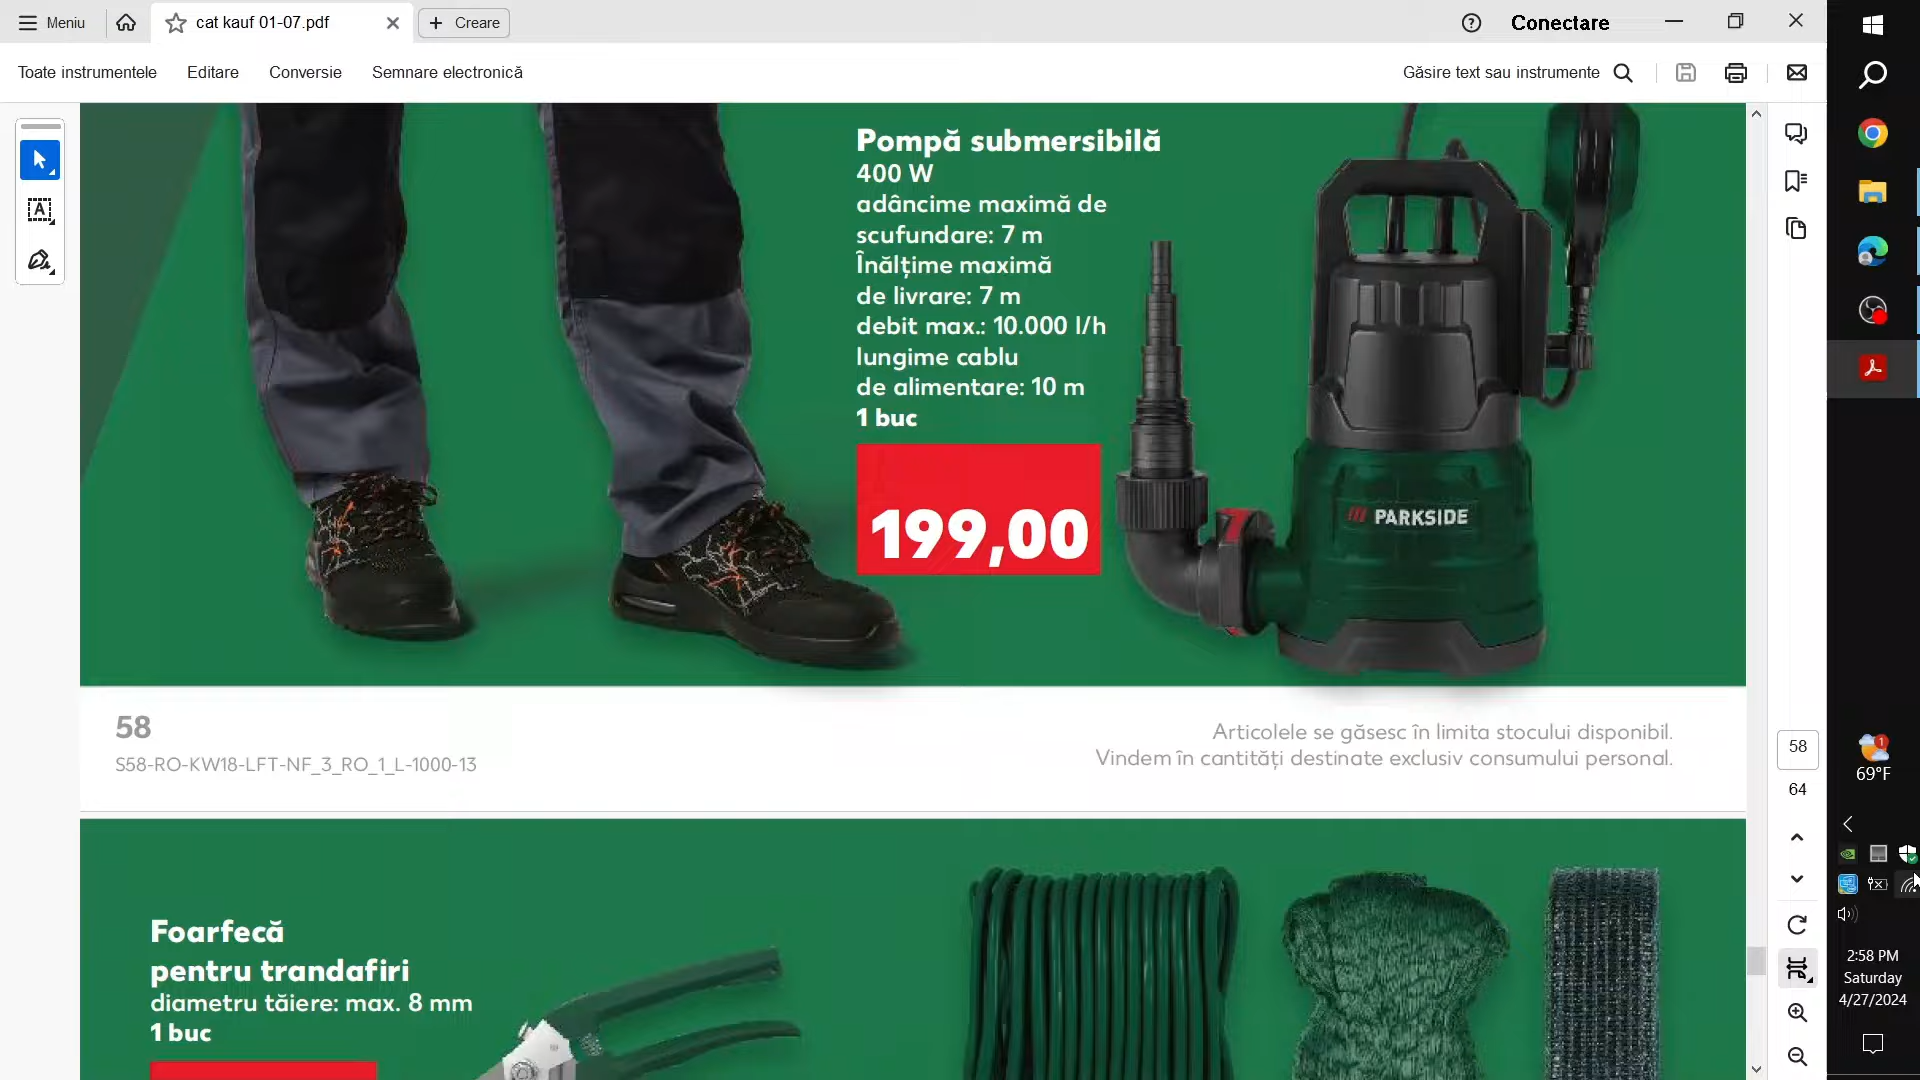 Meniu
cat kauf 01-07.pdf
Creare
Conectare
Toate instrumentele
Editare
Conversie
Semnare electronică
Găsire text sau instrumente
Pompă submersibilă
400 W
adâncime maximă de
scufundare: 7 m
Înălțime maximă
de livrare: 7 m
debit max.: 10.000 l/h
lungime cablu
de alimentare: 10 m
1 buc
199,00
PARKSIDE
58
S58-RO-KW18-LFT-NF_3_RO_1_L-1000-13
Articolele se găsesc în limita stocului disponibil.
Vindem în cantități destinate exclusiv consumului personal.
Foarfecă
pentru trandafiri
diametru tăiere: max. 8 mm
1 buc
58
64
1
69°F
2:58 PM
Saturday
4/27/2024